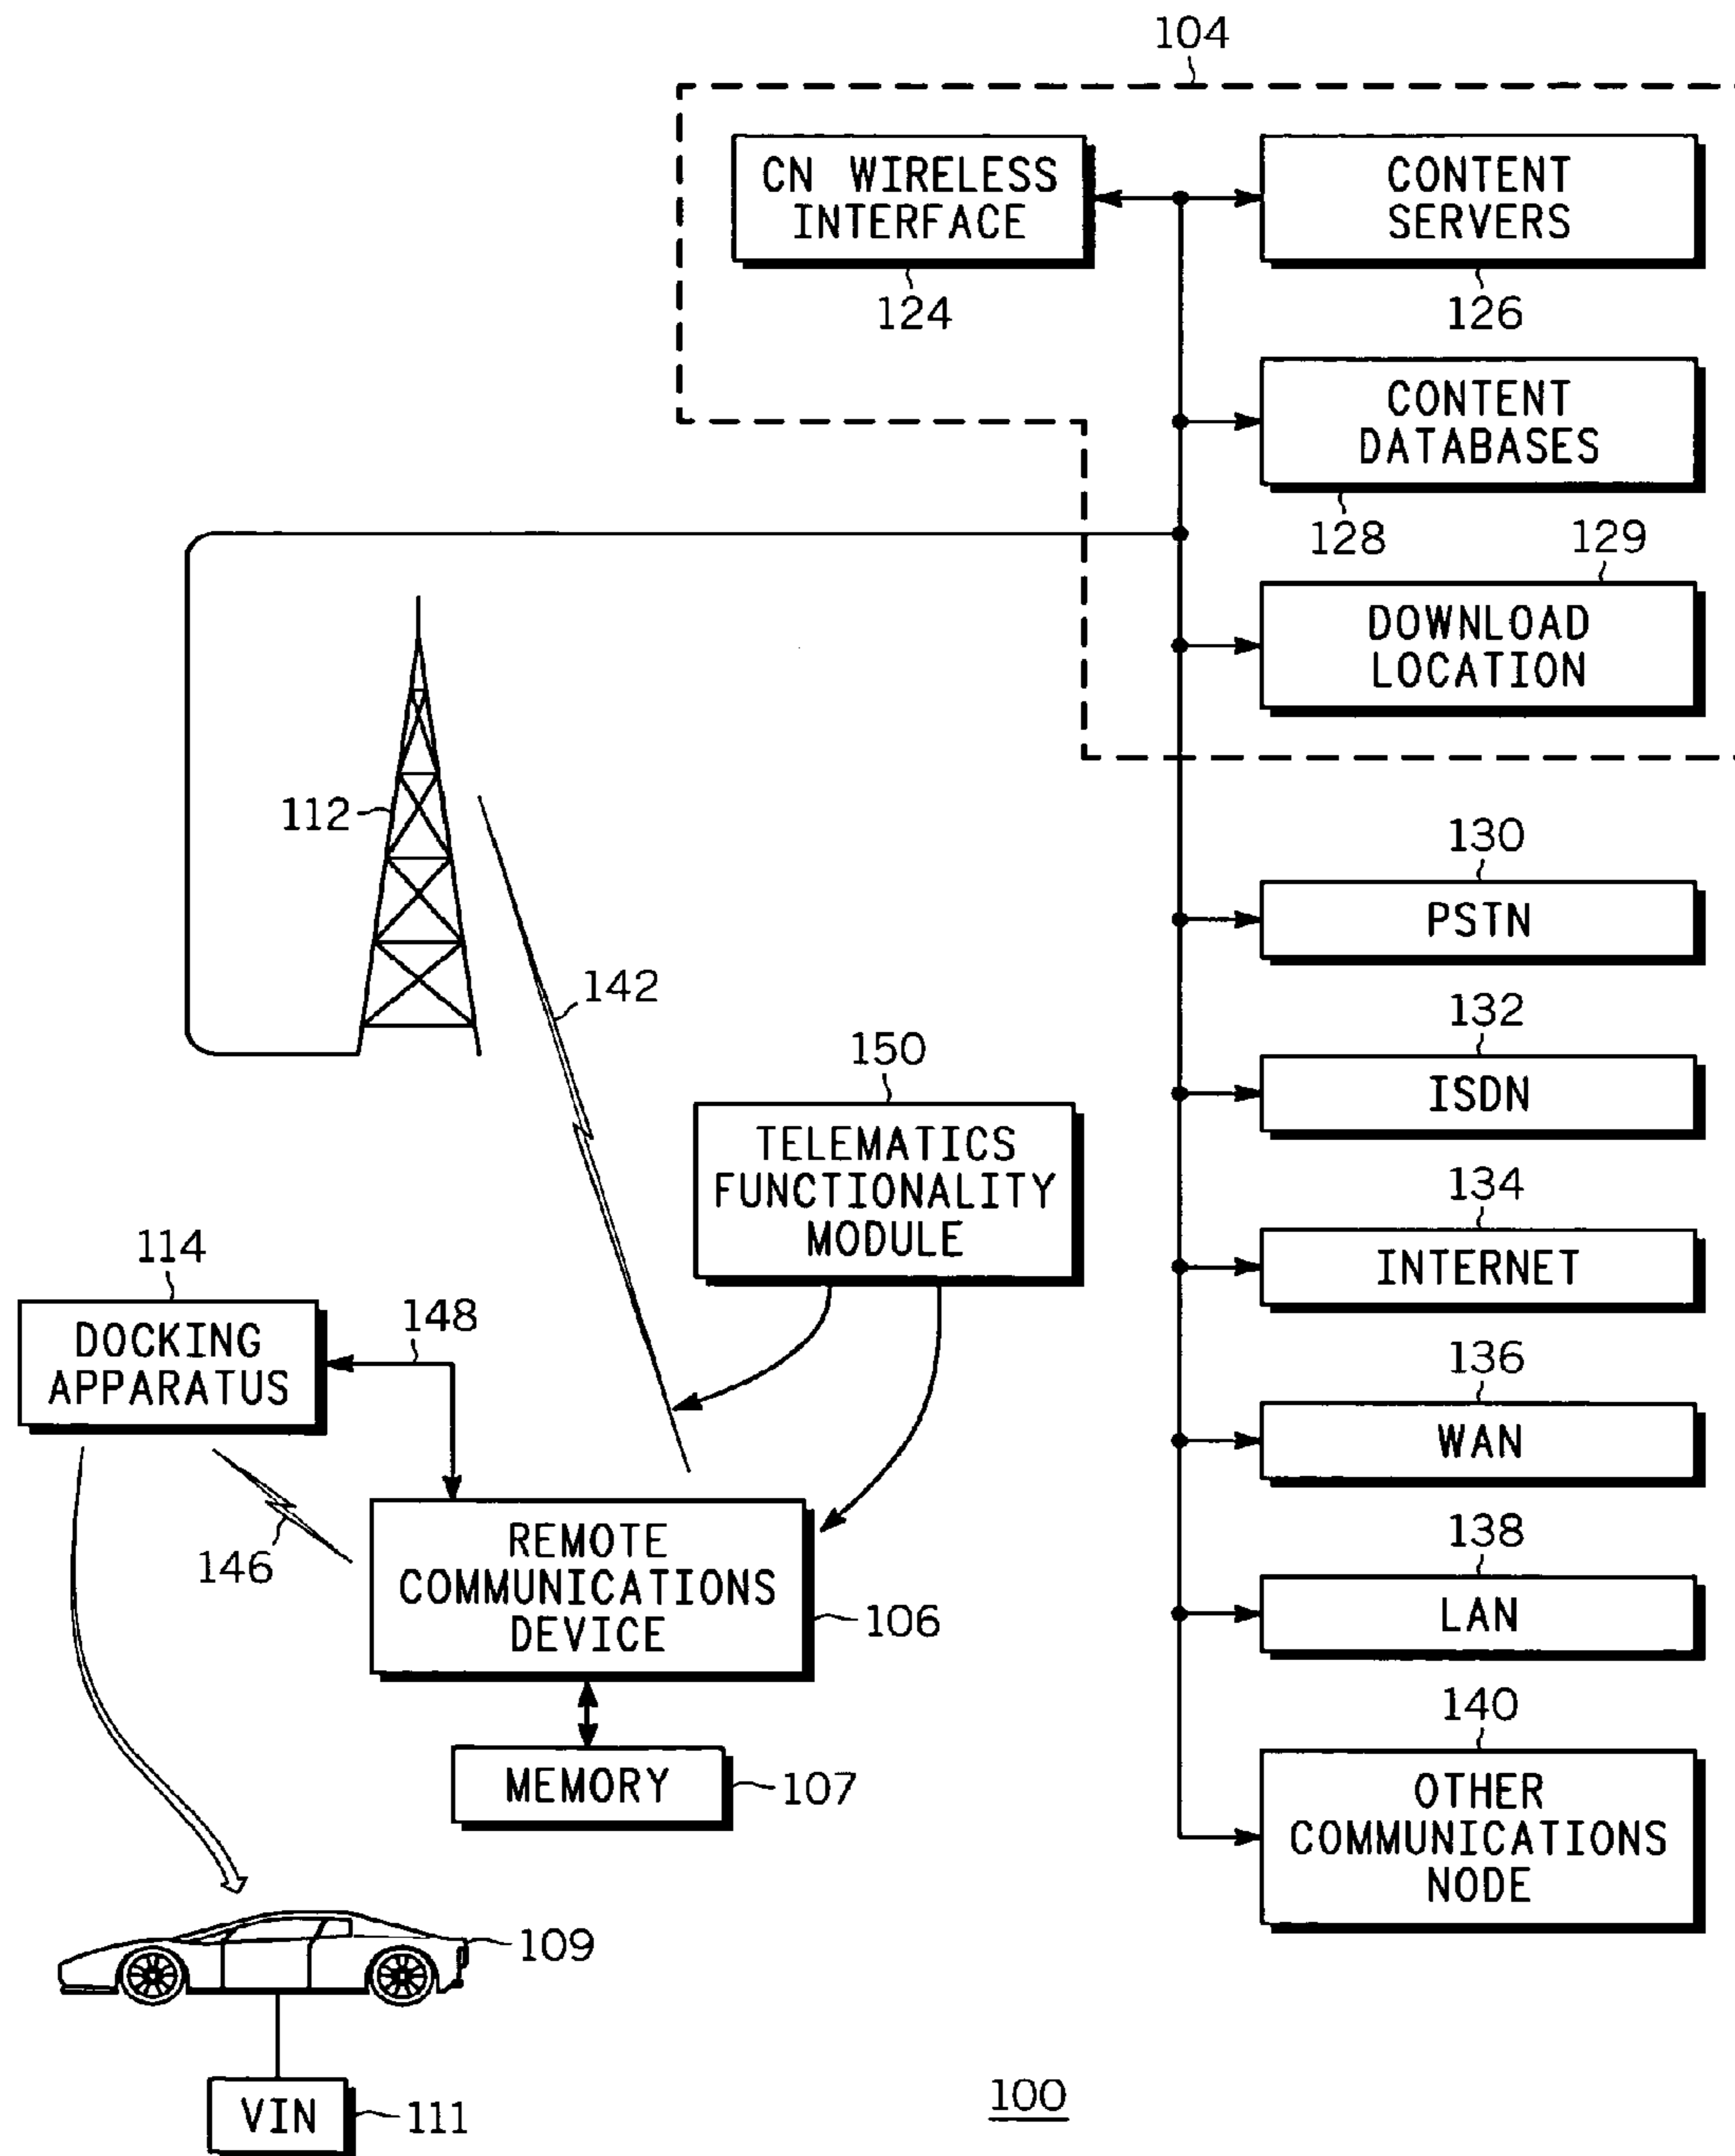 104
CN WIRELESS
INTERFACE
124
CONTENT
SERVERS
126
CONTENT
DATABASES
128
129
DOWNLOAD
LOCATION
112
142
130
PSTN
132
ISDN
150
TELEMATICS
FUNCTIONALITY
MODULE
134
INTERNET
114
DOCKING
APPARATUS
148
136
WAN
146
REMOTE
COMMUNICATIONS
DEVICE
106
138
LAN
MEMORY
107
140
OTHER
COMMUNICATIONS
NODE
109
VIN
111
100